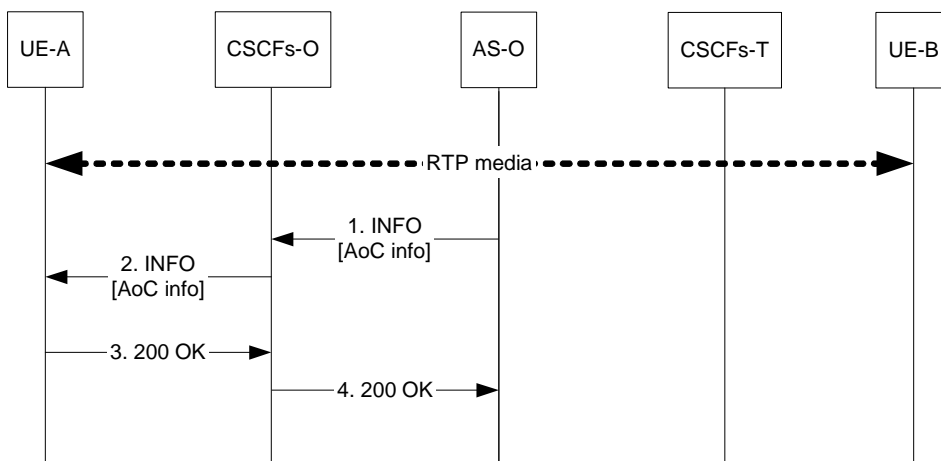 UE-A
CSCFs-O
AS-O
CSCFs-T
UE-B
RTP media
1. INFO
[AoC info]
2. INFO
[AoC info]
3. 200 OK
4. 200 OK